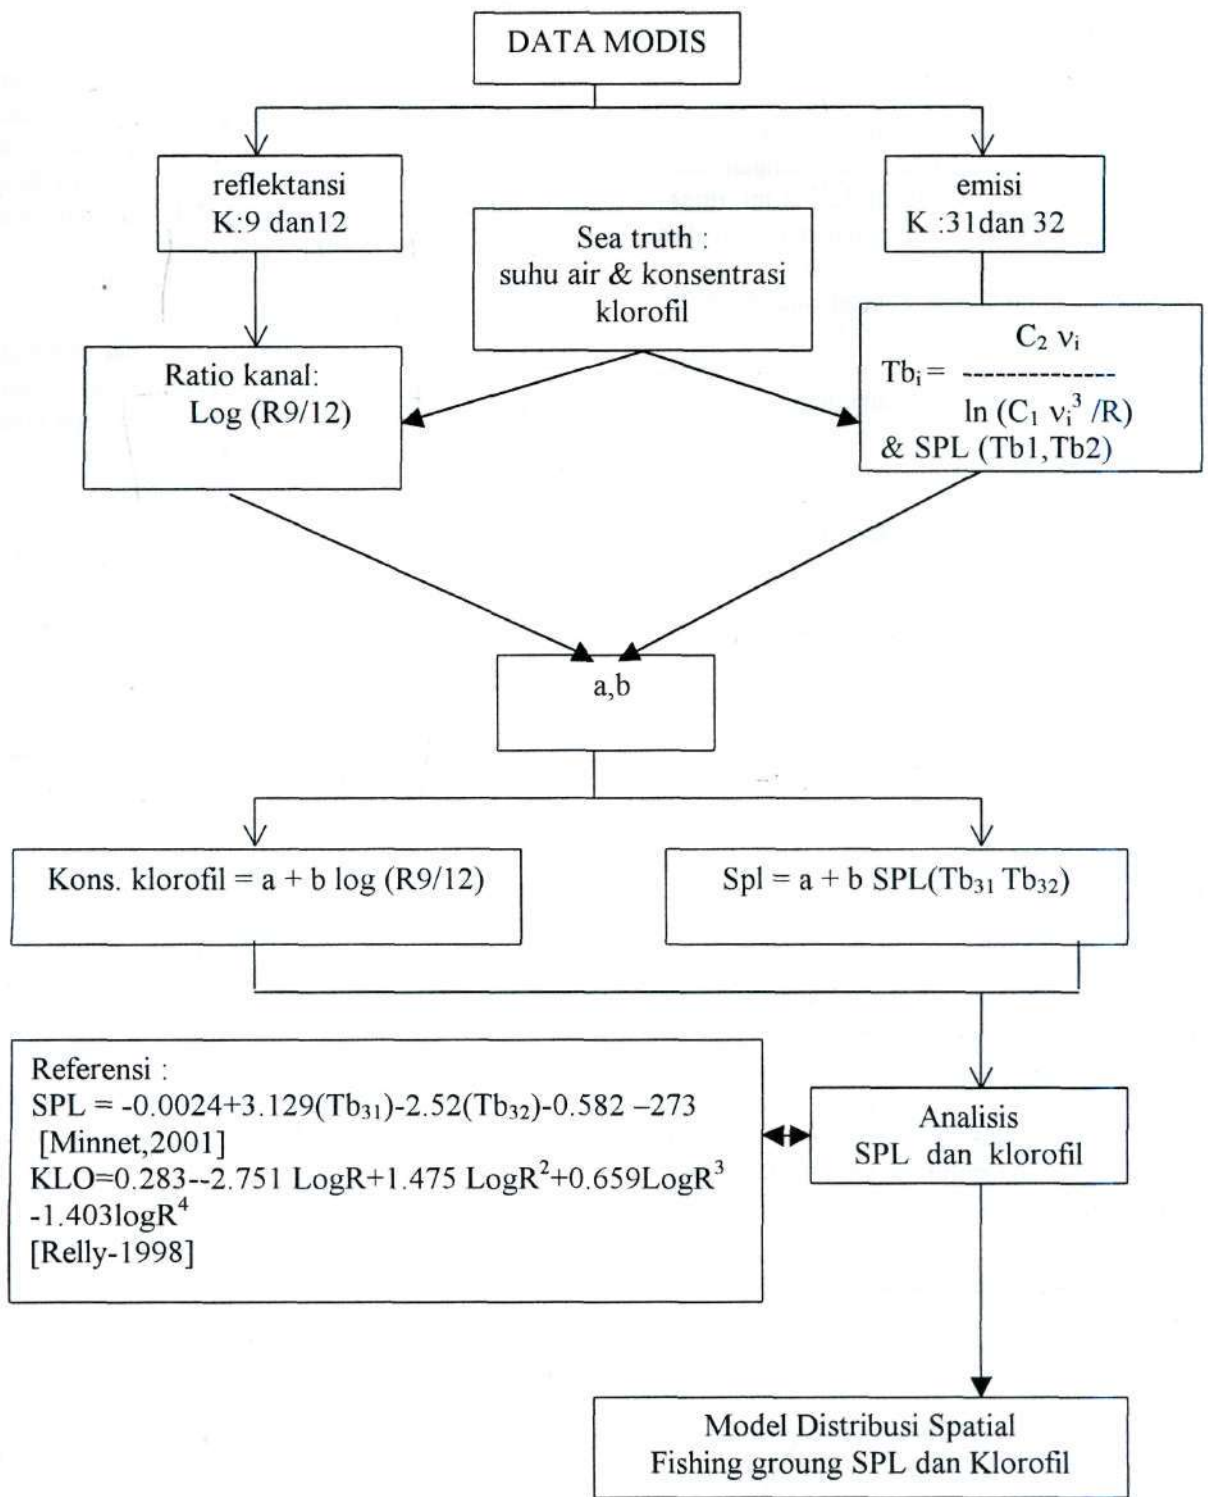 DATA MODIS
reflektansi
K:9 dan12
emisi
K :31dan 32
Sea truth :
suhu air & konsentrasi
klorofil
Ratio kanal:
Log (R9/12)
C₂ νᵢ
Tbᵢ = -------------
ln (C₁ νᵢ³ /R)
& SPL (Tb1,Tb2)
a,b
Kons. klorofil = a + b log (R9/12)
Spl = a + b SPL(Tb₃₁ Tb₃₂)
Referensi :
SPL = -0.0024+3.129(Tb₃₁)-2.52(Tb₃₂)-0.582 –273
[Minnet,2001]
KLO=0.283--2.751 LogR+1.475 LogR²+0.659LogR³
-1.403logR⁴
[Relly-1998]
Analisis
SPL dan klorofil
Model Distribusi Spatial
Fishing groung SPL dan Klorofil